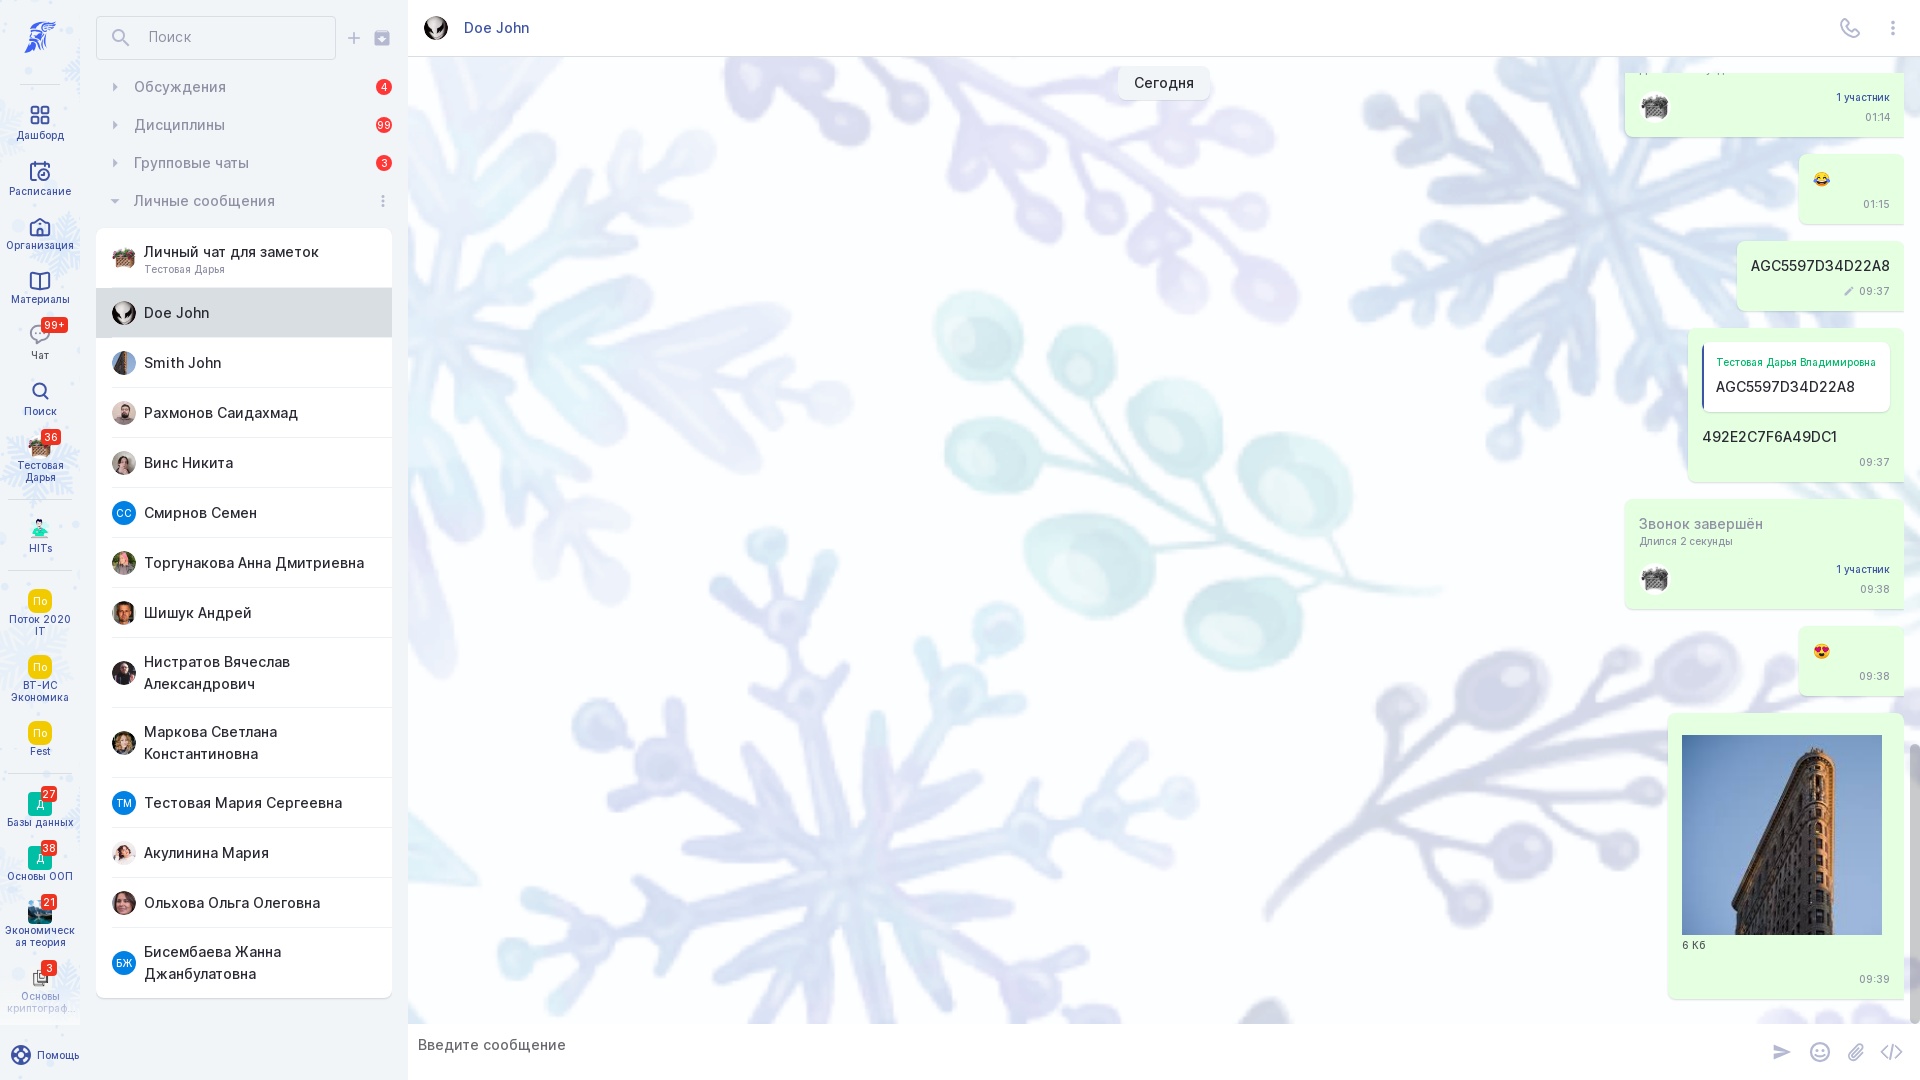 Дашборд
Расписание
Организация
Материалы
99+
Чат
Поиск
36
Тестовая
Дарья
HITs
По
Поток 2020
IT
По
ВТ-ИС
Экономика
По
Fest
27
Д
Базы данных
38
Д
Основы ООП
21
Экономическ
ая теория
3
Основы
криптограф...
Помощь
Поиск
Обсуждения
4
Дисциплины
99
Групповые чаты
3
Личные сообщения
Личный чат для заметок
Тестовая Дарья
Doe John
Smith John
Рахмонов Саидахмад
Винс Никита
СС
Смирнов Семен
Торгунакова Анна Дмитриевна
Шишук Андрей
Нистратов Вячеслав
Александрович
Маркова Светлана
Константиновна
ТМ
Тестовая Мария Сергеевна
Акулинина Мария
Ольхова Ольга Олеговна
БЖ
Бисембаева Жанна
Джанбулатовна
Doe John
Сегодня
1 участник
01:14
01:15
AGC5597D34D22A8
09:37
Тестовая Дарья Владимировна
AGC5597D34D22A8
492E2C7F6A49DC1
09:37
Звонок завершён
Длился 2 секунды
1 участник
09:38
09:38
6 Кб
09:39
Введите сообщение